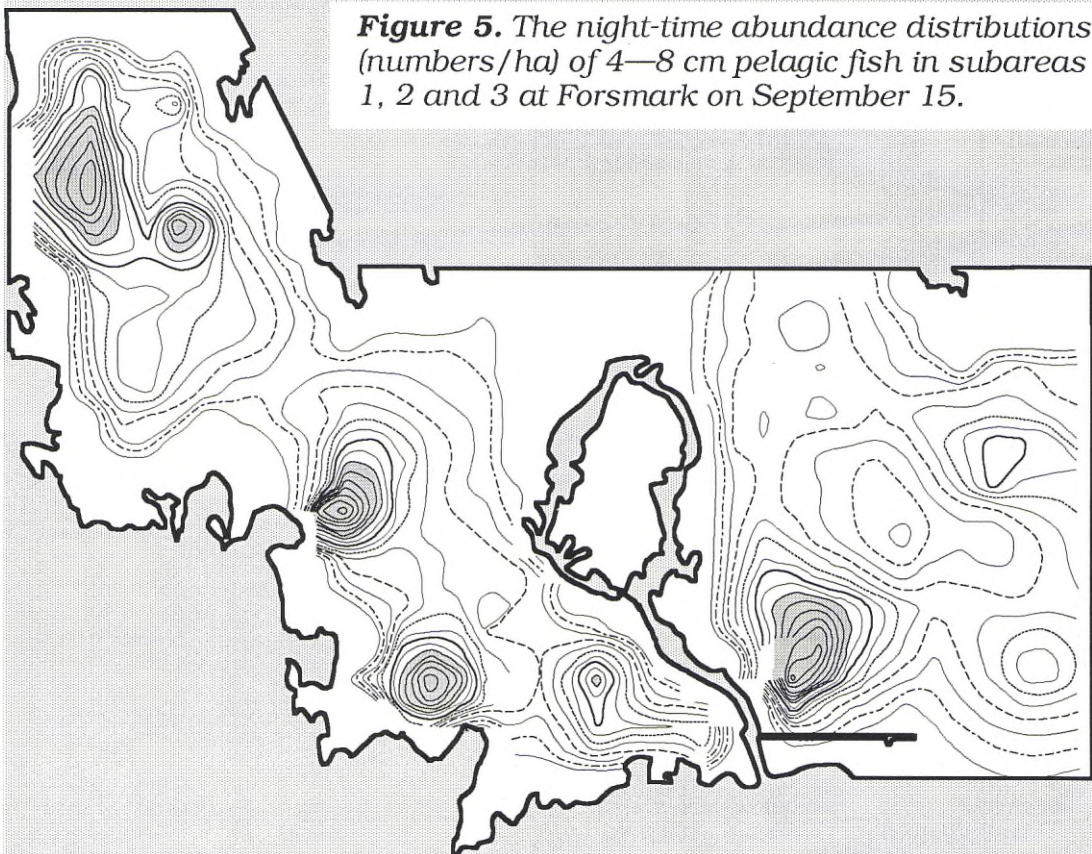 Figure 5. The night-time abundance distributions
(numbers/ha) of 4—8 cm pelagic fish in subareas
1, 2 and 3 at Forsmark on September 15.